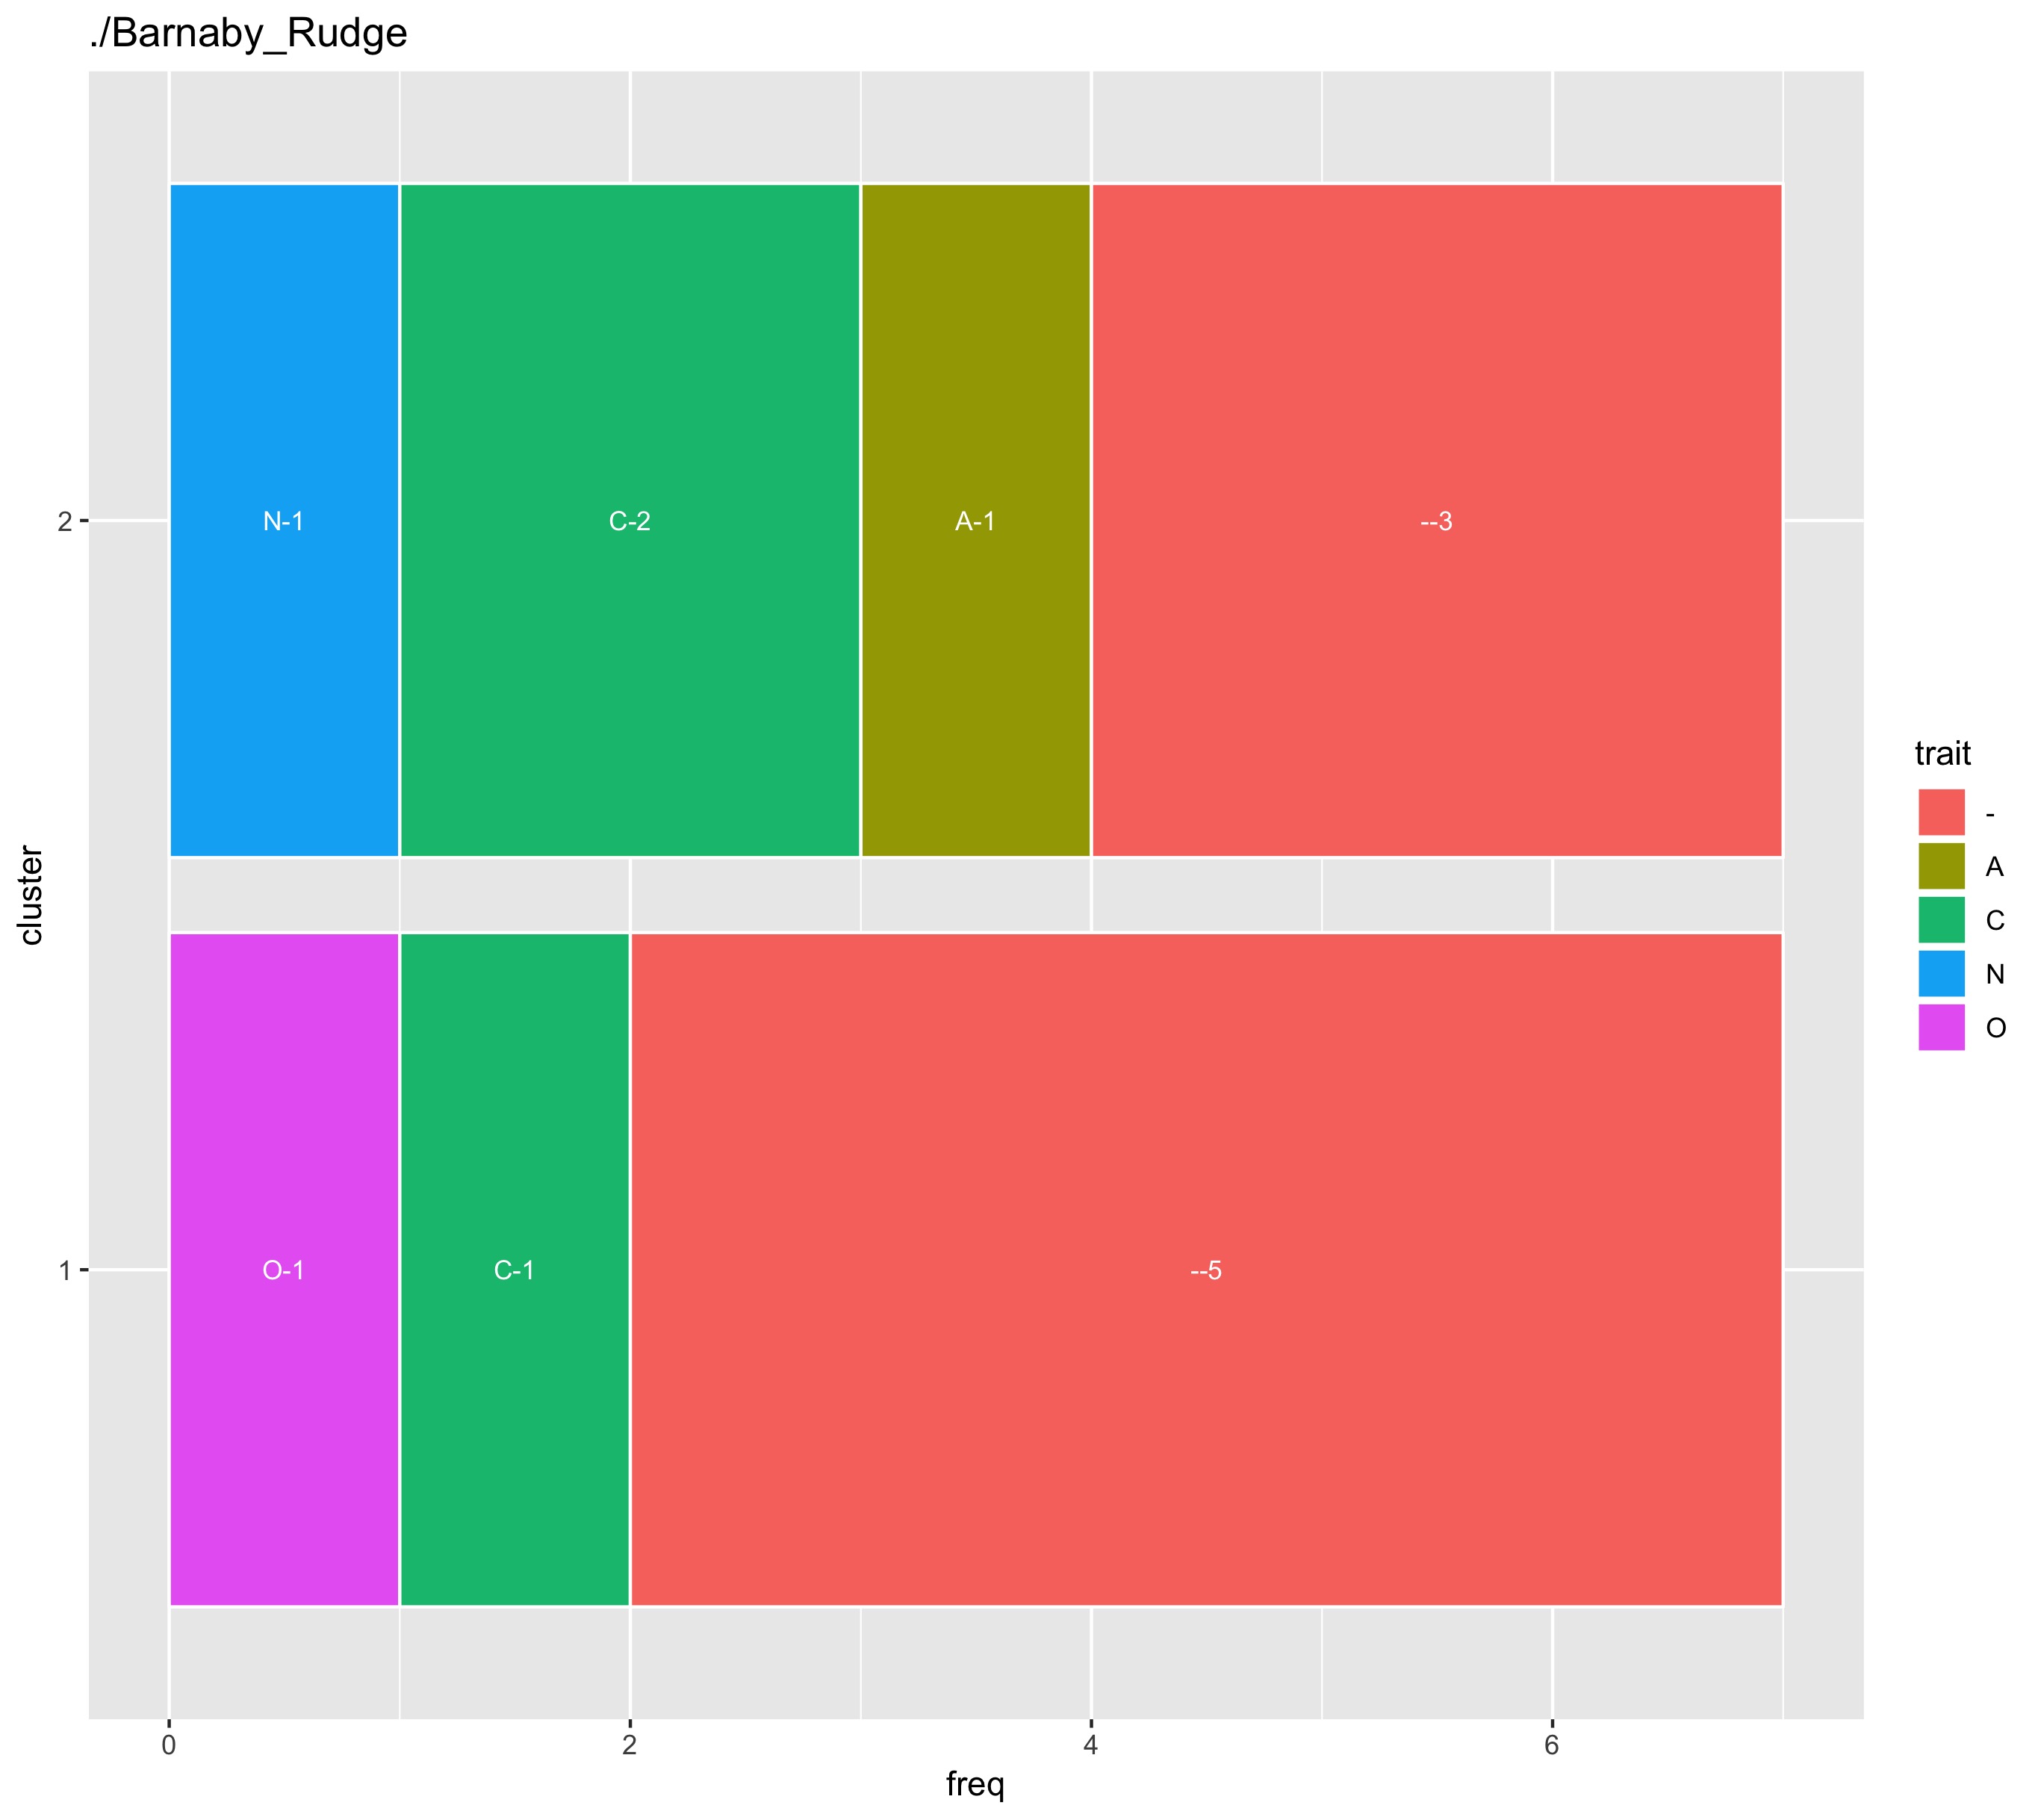 ./Barnaby_Rudge
N-1 C-2 A-1 --3
2
cluster
O-1 C-1 --5
1
0 2 4 6
freq
trait
-
A
C
N
O